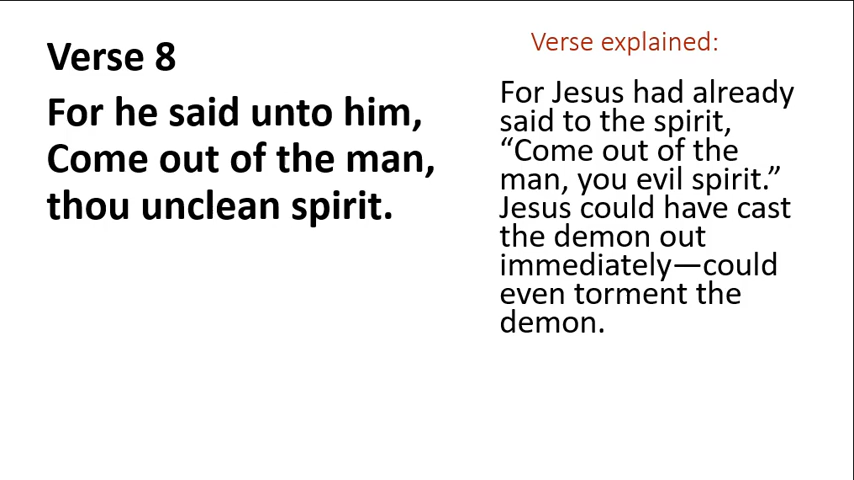 Verse 8
For he said unto him,
Come out of the man,
thou unclean spirit.
Verse explained:
For Jesus had already
said to the spirit,
“Come out of the
man, you evil spirit.”
Jesus could have cast
the demon out
immediately—could
even torment the
demon.